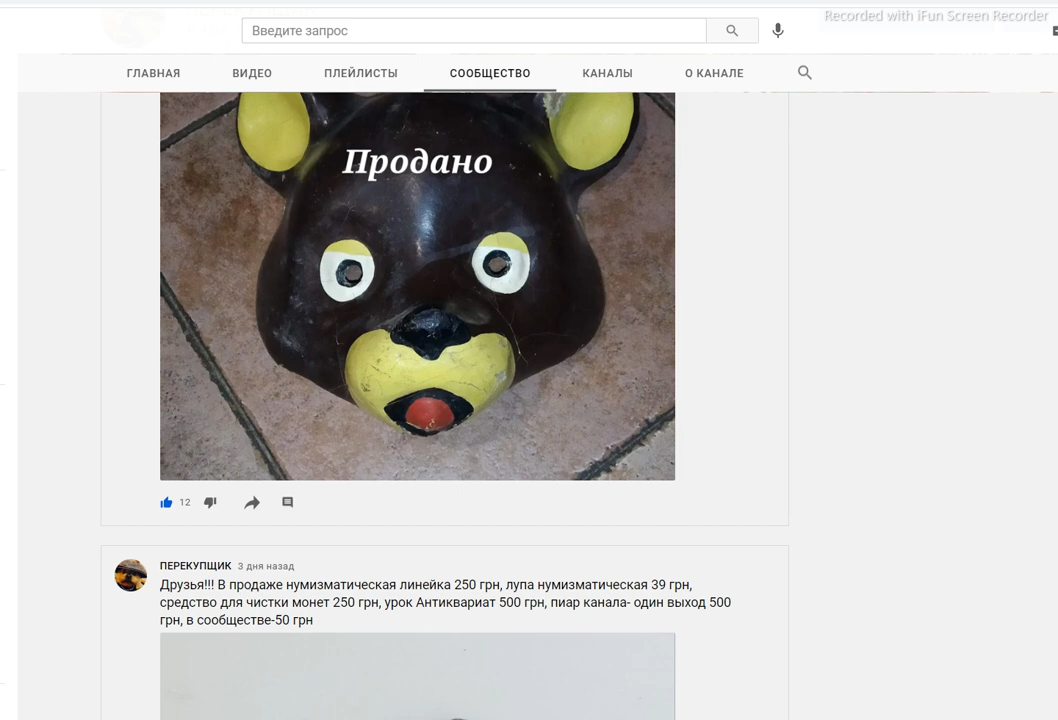 Recorded with iFun Screen Recorder
Введите запрос
ГЛАВНАЯ ВИДЕО ПЛЕЙЛИСТЫ СООБЩЕСТВО КАНАЛЫ О КАНАЛЕ
Продано
12
ПЕРЕКУПЩИК 3 дня назад
Друзья!!! В продаже нумизматическая линейка 250 грн, лупа нумизматическая 39 грн,
средство для чистки монет 250 грн, урок Антиквариат 500 грн, пиар канала- один выход 500
грн, в сообществе-50 грн